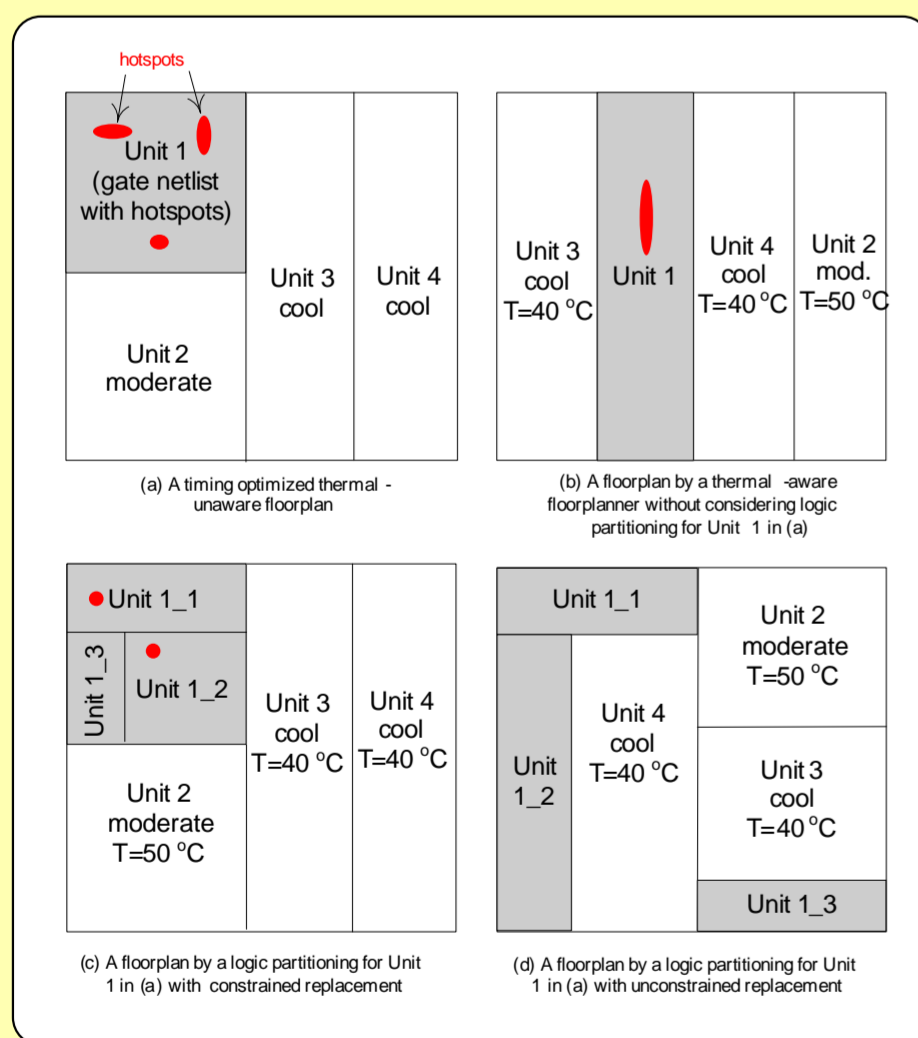 hotspots
Unit 1
(gate netlist
with hotspots)
Unit 2
moderate
Unit 3
cool
Unit 4
cool
(a) A timing optimized thermal -
unaware floorplan
Unit 3
cool
T=40 °C
Unit 1
Unit 4
cool
T=40 °C
Unit 2
mod.
T=50 °C
(b) A floorplan by a thermal -aware
floorplanner without considering logic
partitioning for Unit 1 in (a)
Unit 1_1
Unit 1_3
Unit 1_2
Unit 2
moderate
T=50 °C
Unit 3
cool
T=40 °C
Unit 4
cool
T=40 °C
(c) A floorplan by a logic partitioning for Unit
1 in (a) with constrained replacement
Unit 1_1
Unit
1_2
Unit 4
cool
T=40 °C
Unit 2
moderate
T=50 °C
Unit 3
cool
T=40 °C
Unit 1_3
(d) A floorplan by a logic partitioning for Unit
1 in (a) with unconstrained replacement